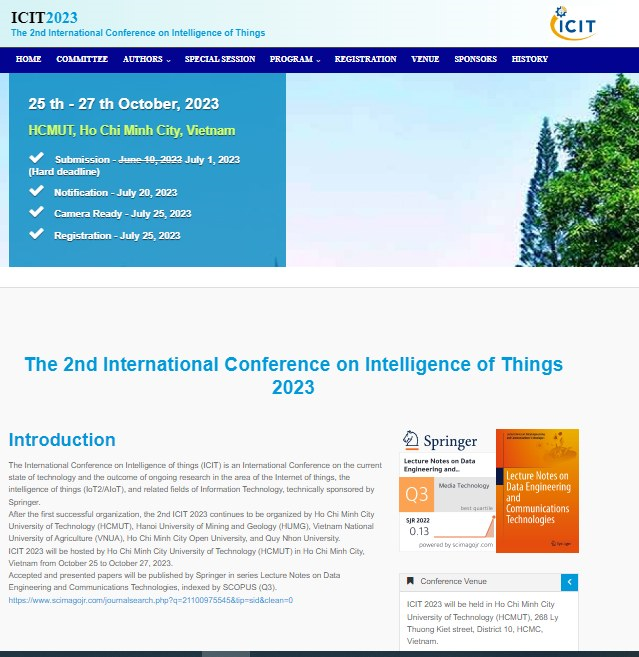 ICIT2023
The 2nd International Conference on Intelligence of Things
ICIT
HOME COMMITTEE AUTHORS SPECIAL SESSION PROGRAM REGISTRATION VENUE SPONSORS HISTORY
25 th - 27 th October, 2023
HCMUT, Ho Chi Minh City, Vietnam
Submission - June 10, 2023 July 1, 2023
(Hard deadline)
Notification - July 20, 2023
Camera Ready - July 25, 2023
Registration - July 25, 2023
The 2nd International Conference on Intelligence of Things
2023
Introduction
The International Conference on Intelligence of things (ICIT) is an International Conference on the current
state of technology and the outcome of ongoing research in the area of the Internet of things, the
intelligence of things (IoT2/AIoT), and related fields of Information Technology, technically sponsored by
Springer.
After the first successful organization, the 2nd ICIT 2023 continues to be organized by Ho Chi Minh City
University of Technology (HCMUT), Hanoi University of Mining and Geology (HUMG), Vietnam National
University of Agriculture (VNUA), Ho Chi Minh City Open University, and Quy Nhon University.
ICIT 2023 will be hosted by Ho Chi Minh City University of Technology (HCMUT) in Ho Chi Minh City,
Vietnam from October 25 to October 27, 2023.
Accepted and presented papers will be published by Springer in series Lecture Notes on Data
Engineering and Communications Technologies, indexed by SCOPUS (Q3).
https://www.scimagojr.com/journalsearch.php?q=21100975545&tip=sid&clean=0
Springer
Lecture Notes on Data
Engineering and...
Q3
Media Technology
best quartile
SJR 2022
0.13
powered by scimagojr.com
Lecture Notes on
Data Engineering
and
Communications
Technologies
Springer
Conference Venue
ICIT 2023 will be held in Ho Chi Minh City
University of Technology (HCMUT), 268 Ly
Thuong Kiet street, District 10, HCMC,
Vietnam.